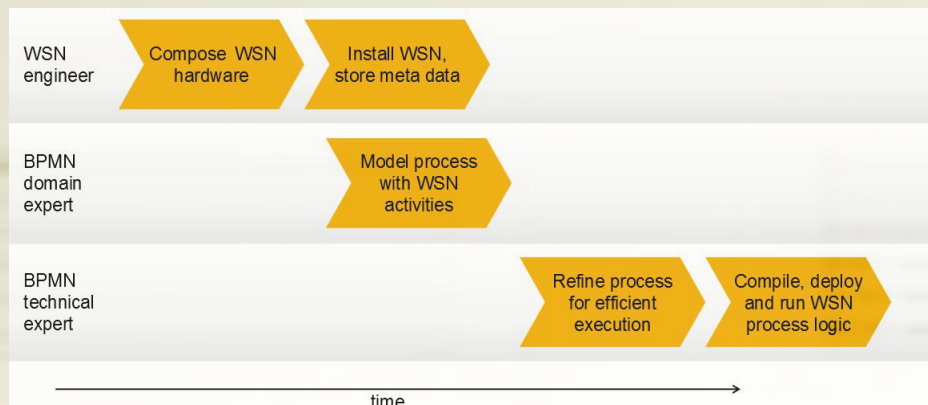 WSN
engineer
Compose WSN
hardware
Install WSN,
store meta data
BPMN
domain
expert
Model process
with WSN
activities
BPMN
technical
expert
Refine process
for efficient
execution
Compile, deploy
and run WSN
process logic
time